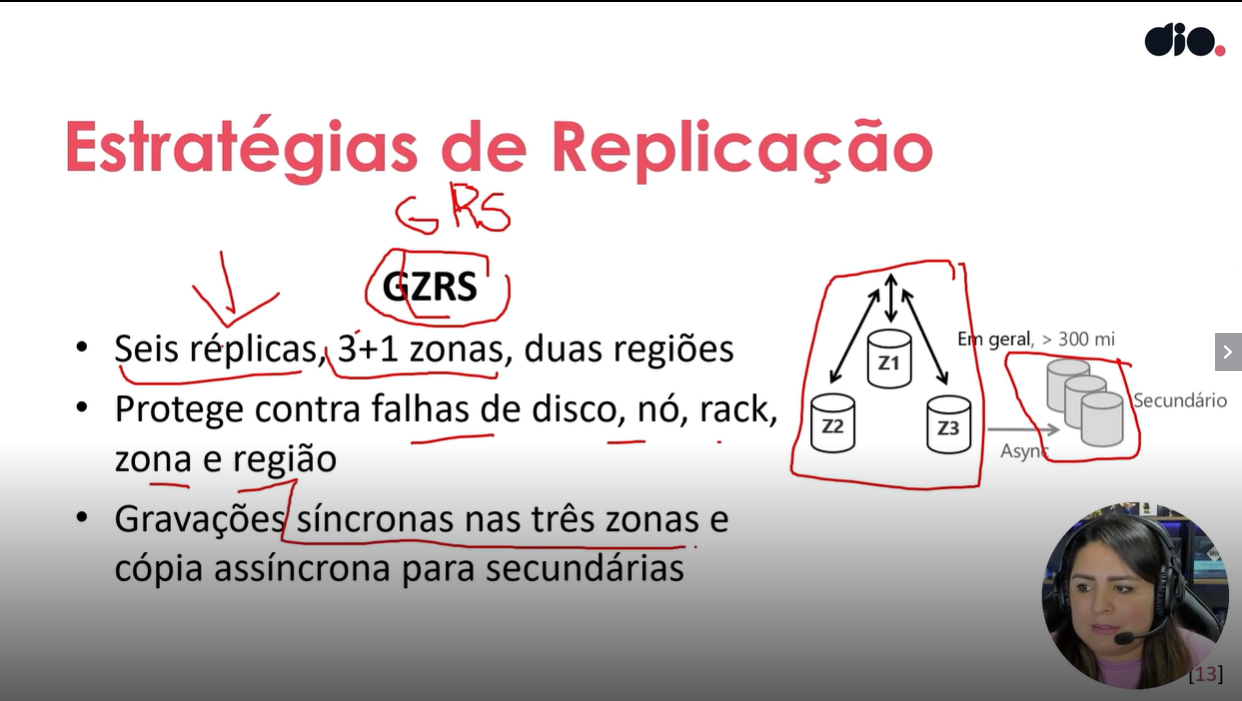 dio.
Estratégias de Replicação
GRS
GZRS
• Seis réplicas, 3+1 zonas, duas regiões
• Protege contra falhas de disco, nó, rack,
zona e região
• Gravações síncronas nas três zonas e
cópia assíncrona para secundárias
Em geral, > 300 mi
Z1
Z2
Z3
Secundário
Async
[13]